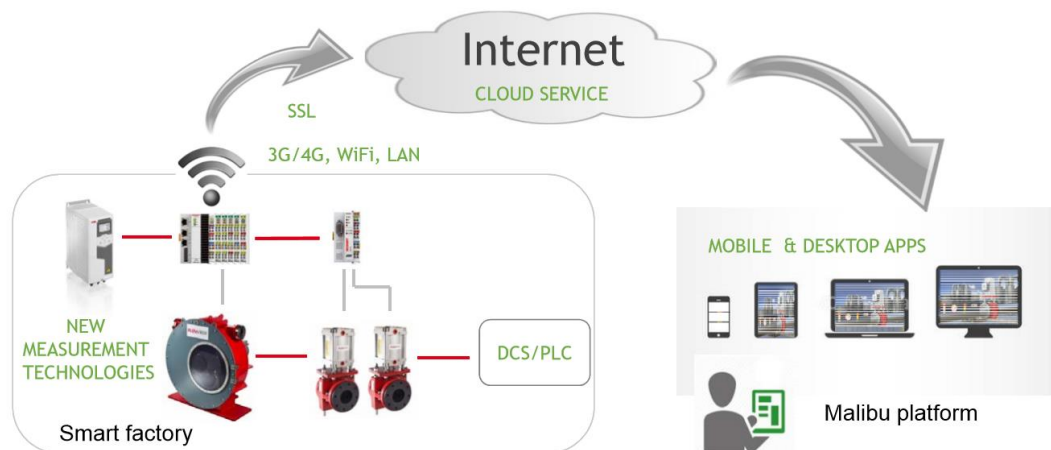 Internet
CLOUD SERVICE
SSL
3G/4G, WiFi, LAN
MOBILE & DESKTOP APPS
NEW
MEASUREMENT
TECHNOLOGIES
DCS/PLC
Smart factory
Malibu platform